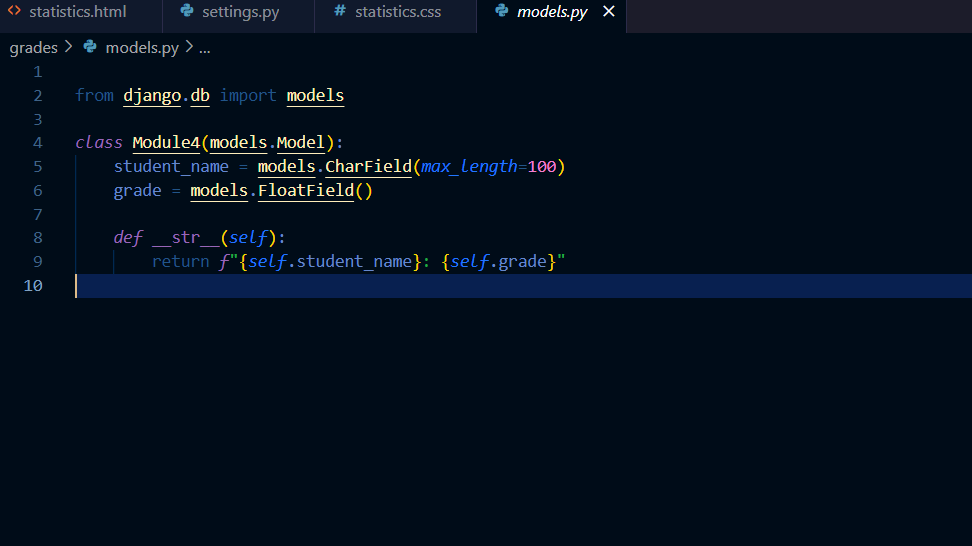 <> statistics.html settings.py # statistics.css models.py ×
grades > models.py > ...
1
2 from django.db import models
3
4 class Module4(models.Model):
5 student_name = models.CharField(max_length=100)
6 grade = models.FloatField()
7
8 def __str__(self):
9 return f"{self.student_name}: {self.grade}"
10